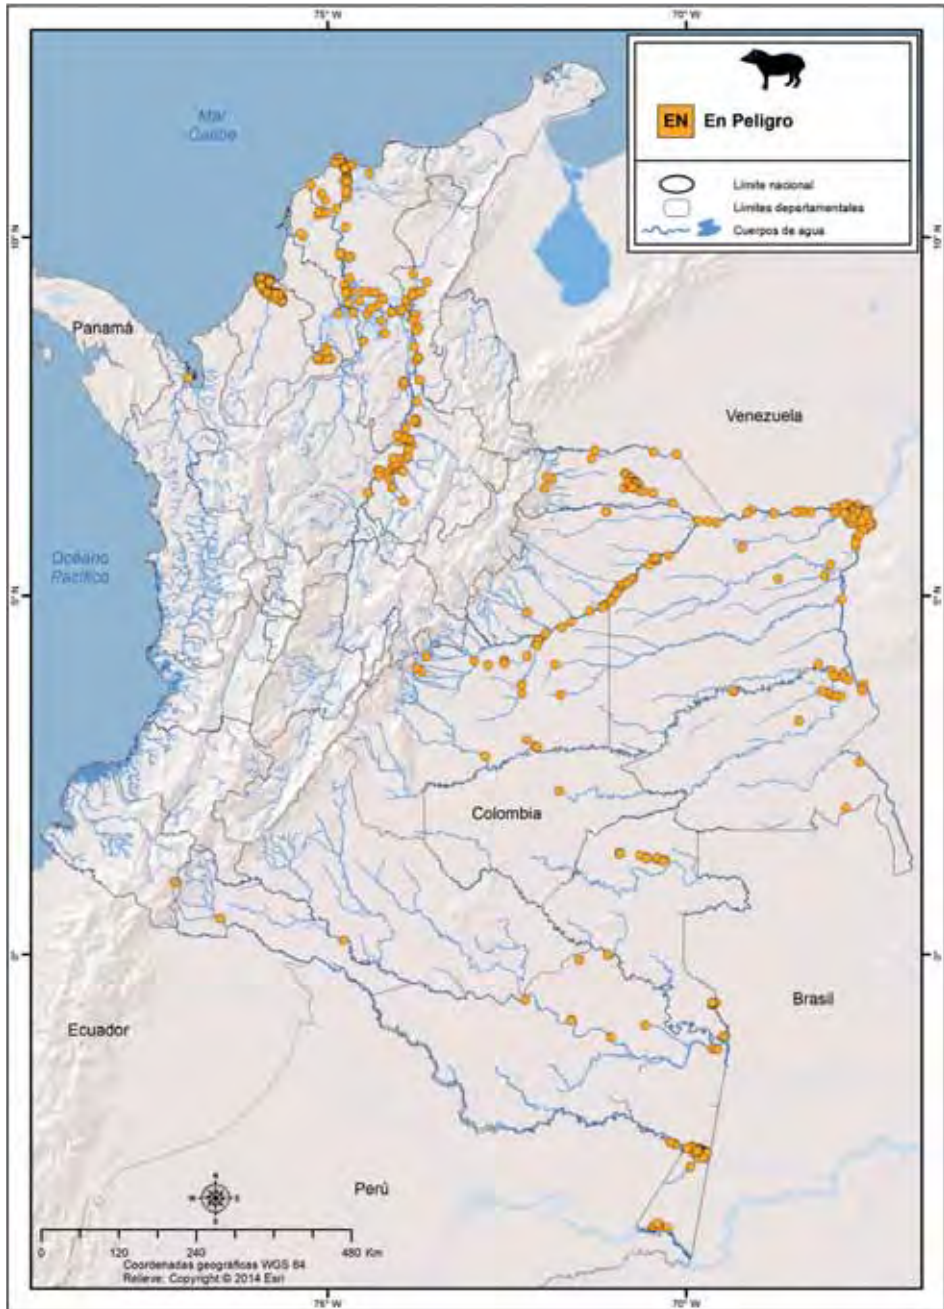 75° W
70° W
Mar
Caribe
EN En Peligro
Límite nacional
Límites departamentales
Cuerpos de agua
10° N
10° N
Panamá
Venezuela
Océano
Pacífico
5° N
5° N
Colombia
0°
0°
Brasil
Ecuador
Perú
N
W
E
S
0
120
240
480 Km
Coordenadas geográficas WGS 84
Relieve: Copyright © 2014 Esri
75° W
70° W